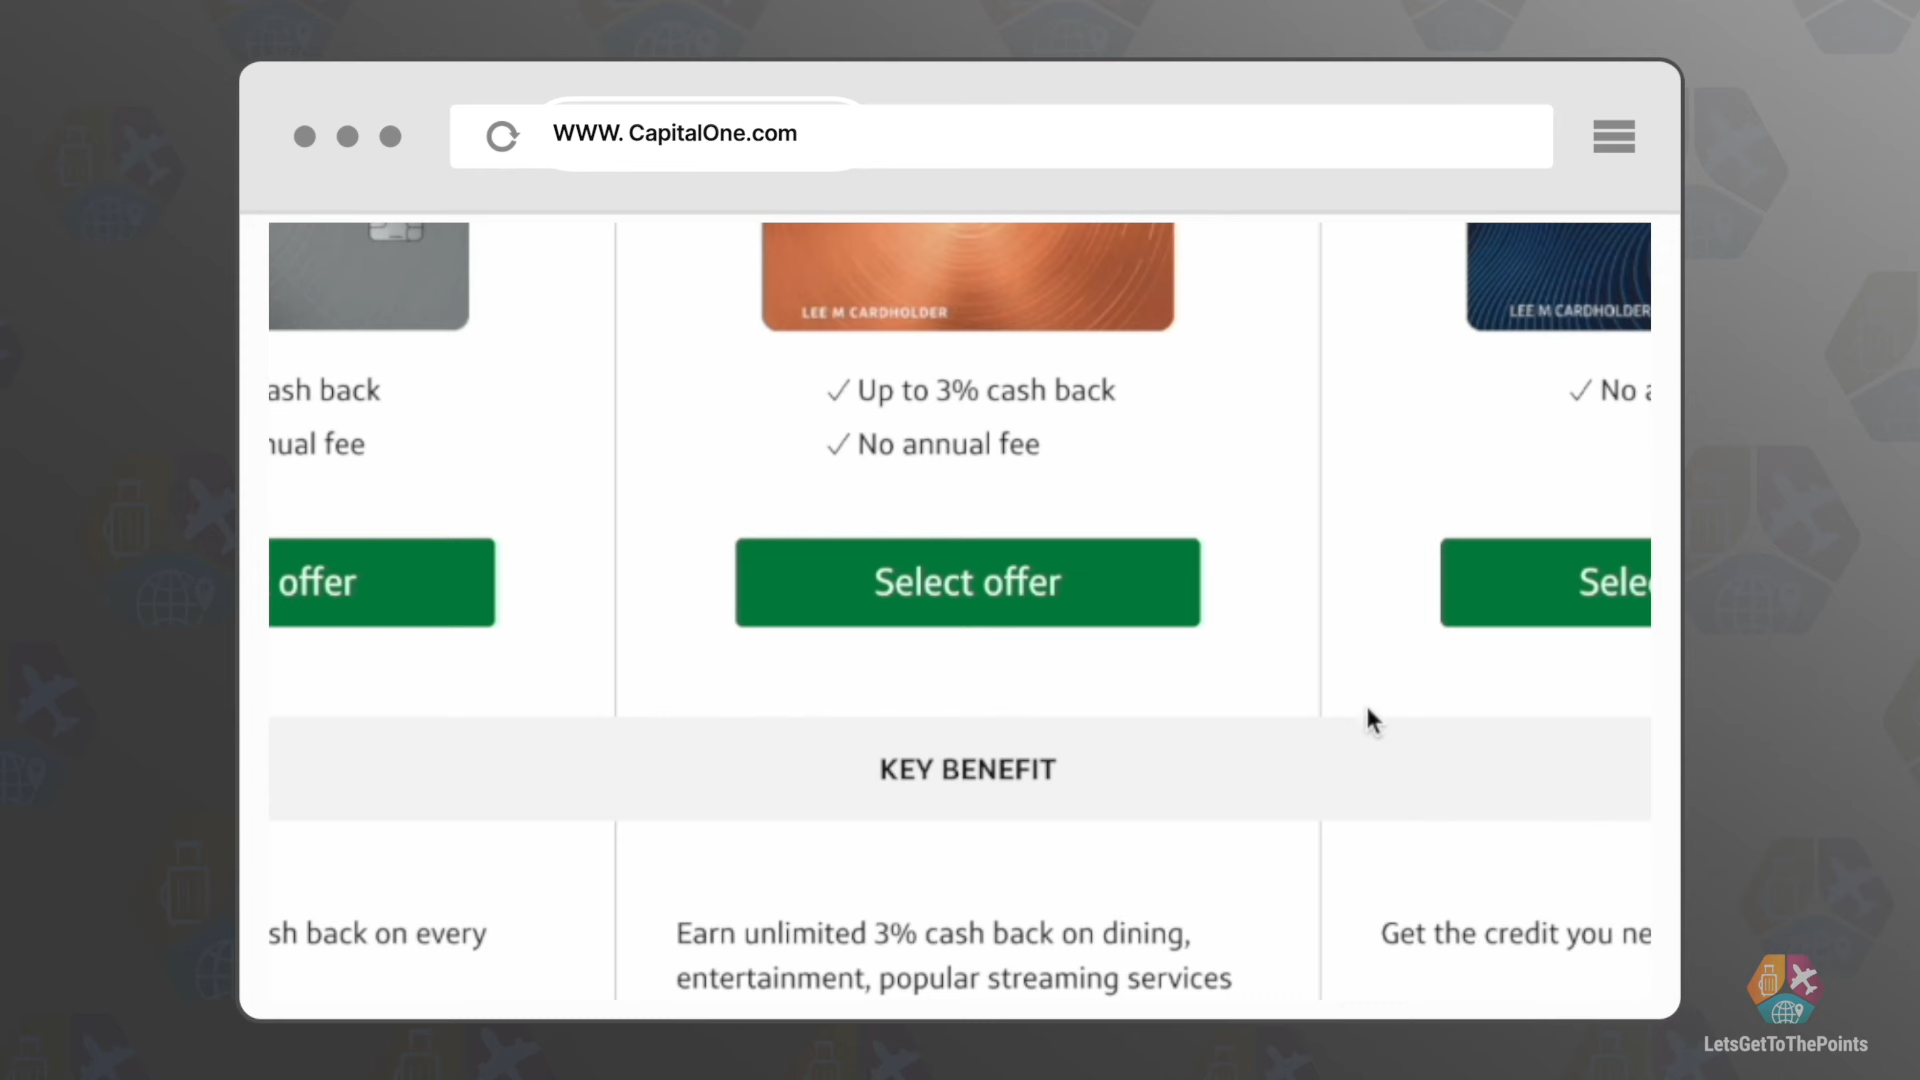 WWW. CapitalOne.com
LEE M CARDHOLDER
LEE M CARDHOLDER
ash back
✓ Up to 3% cash back
✓ No
nual fee
✓ No annual fee
offer
Select offer
Sele
KEY BENEFIT
sh back on every
Earn unlimited 3% cash back on dining,
entertainment, popular streaming services
Get the credit you ne
LetsGetToThePoints